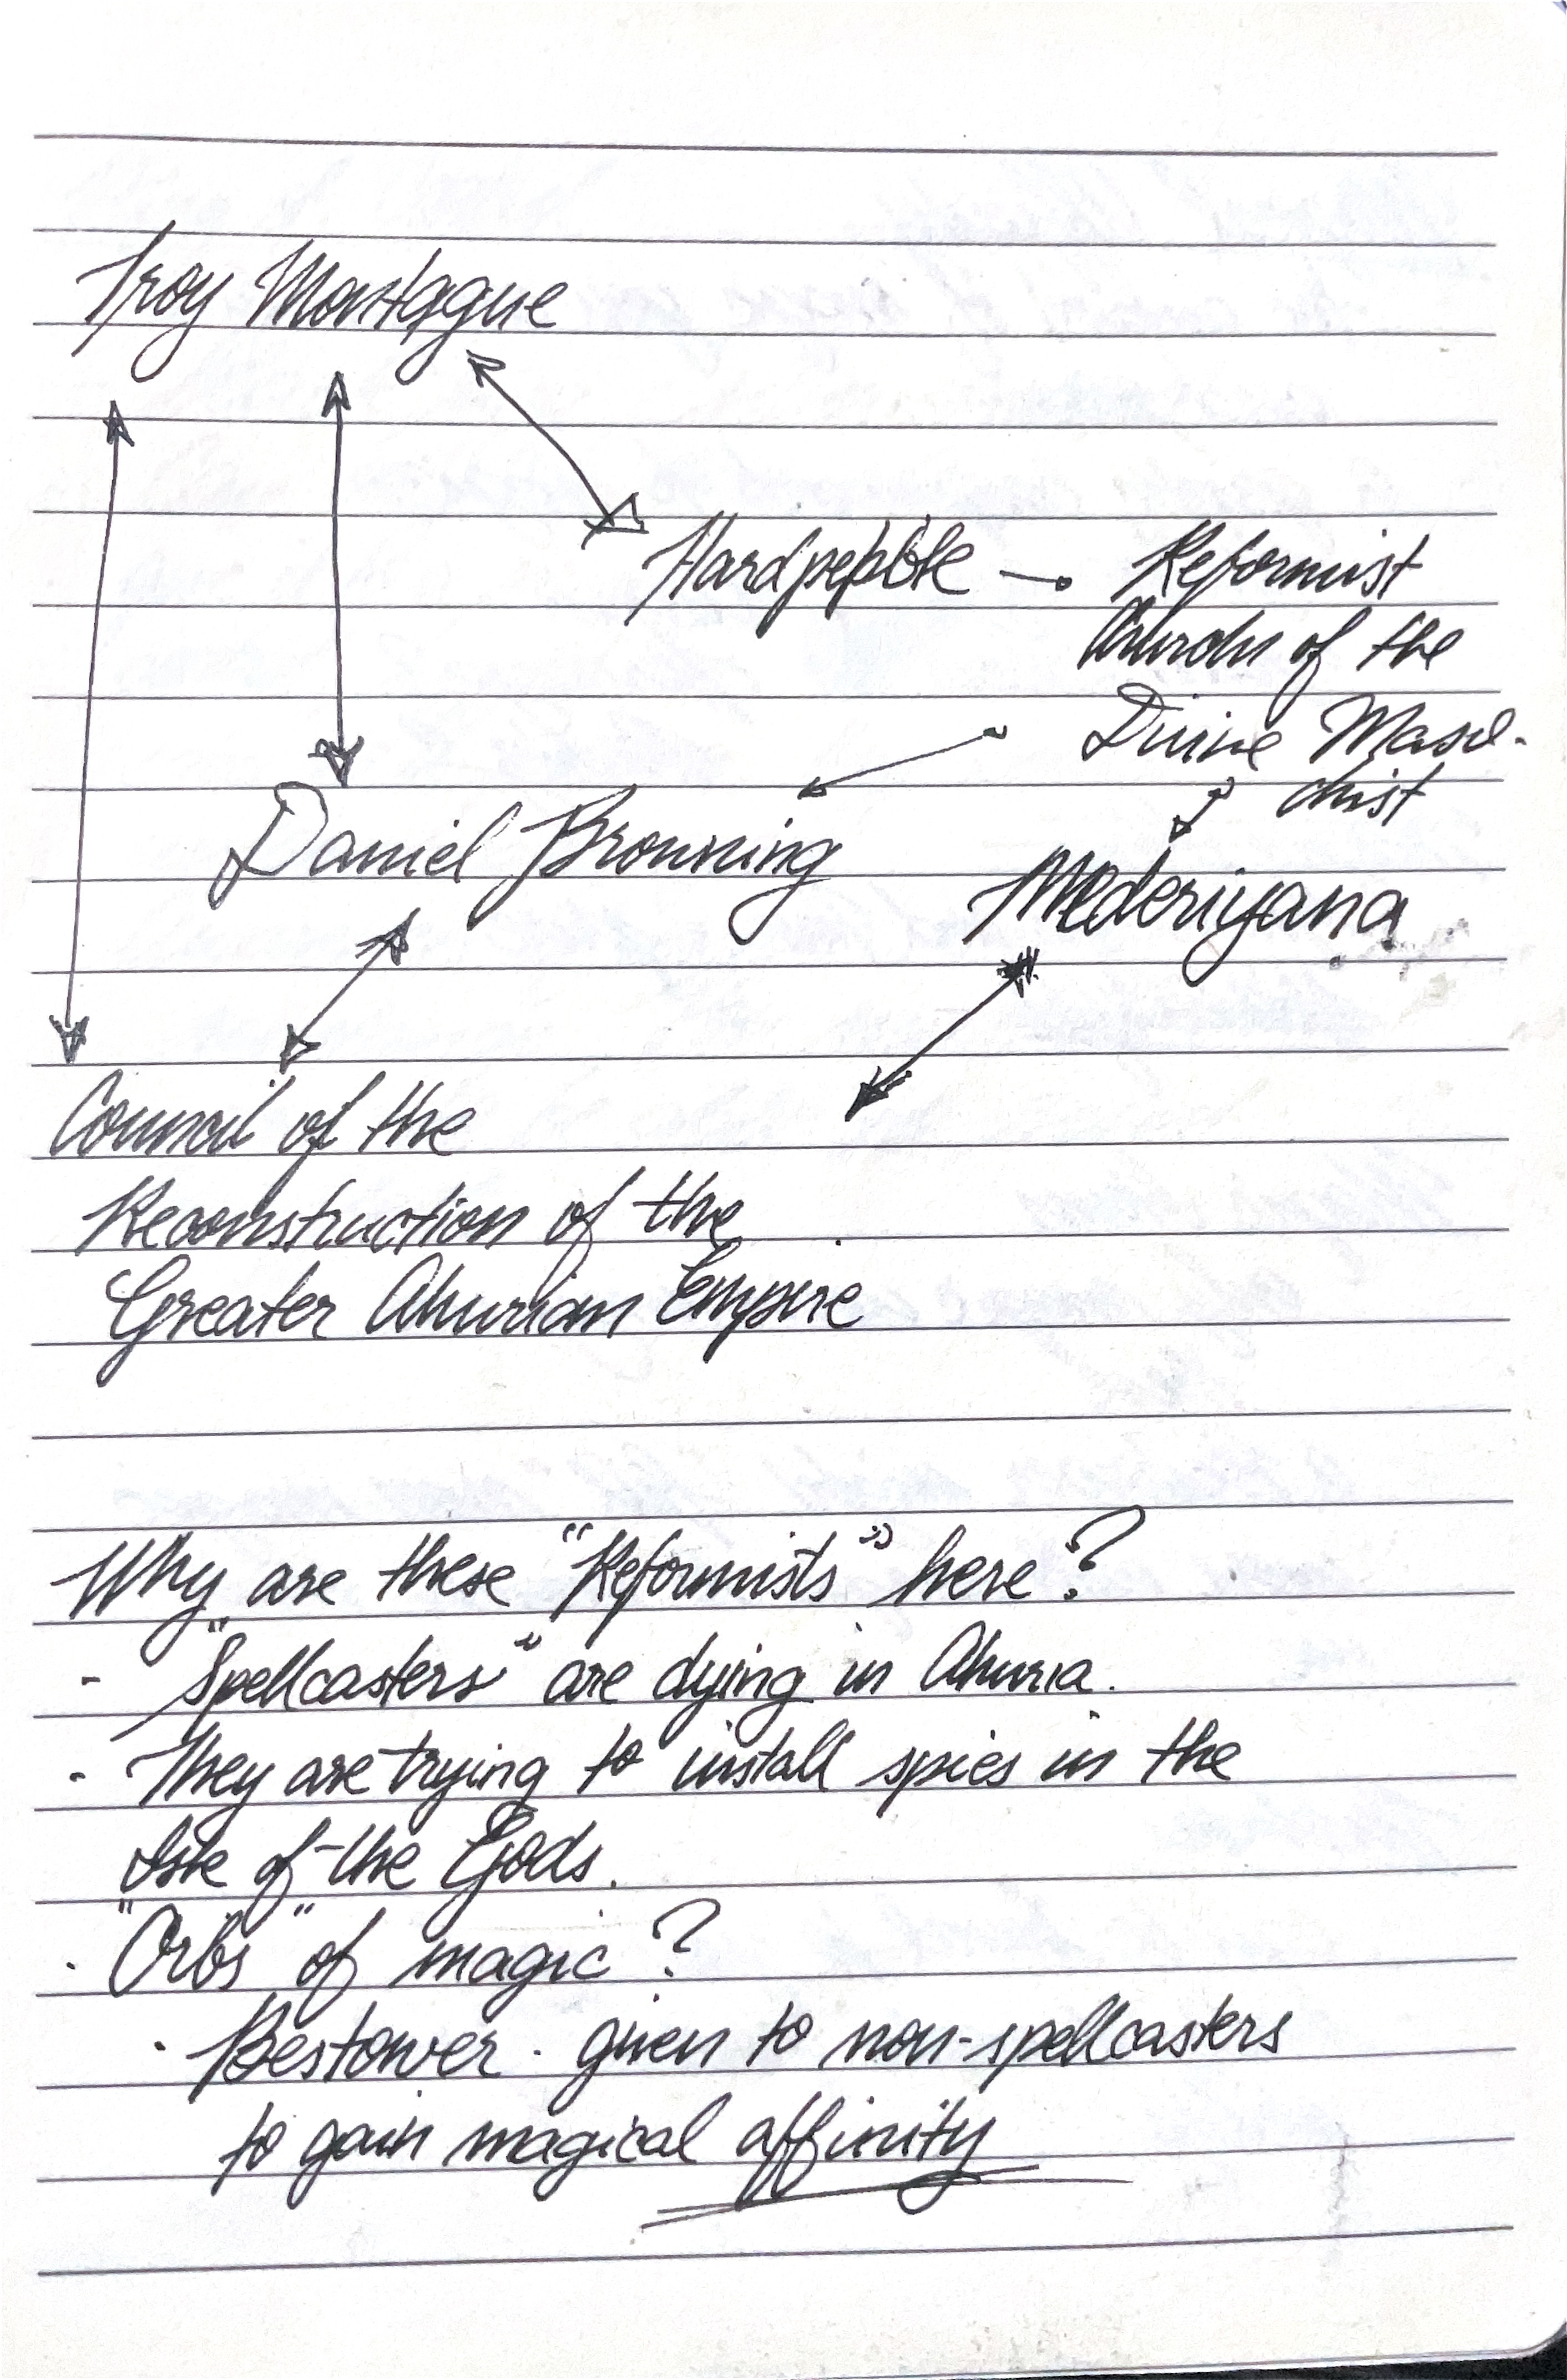 Troy Montague
Hardpebble — Reformist
Church of the
Divine Maso-
chist
Daniel Browning
Mederiyana
Council of the
Reconstruction of the
Greater Ahurian Empire
Why are these "Reformists" here?
- "Spellcasters" are dying in Ahuria.
- They are trying to install spies in the
Isle of the Gods.
· "Orbs" of magic?
· Bestower · given to non-spellcasters
to gain magical affinity